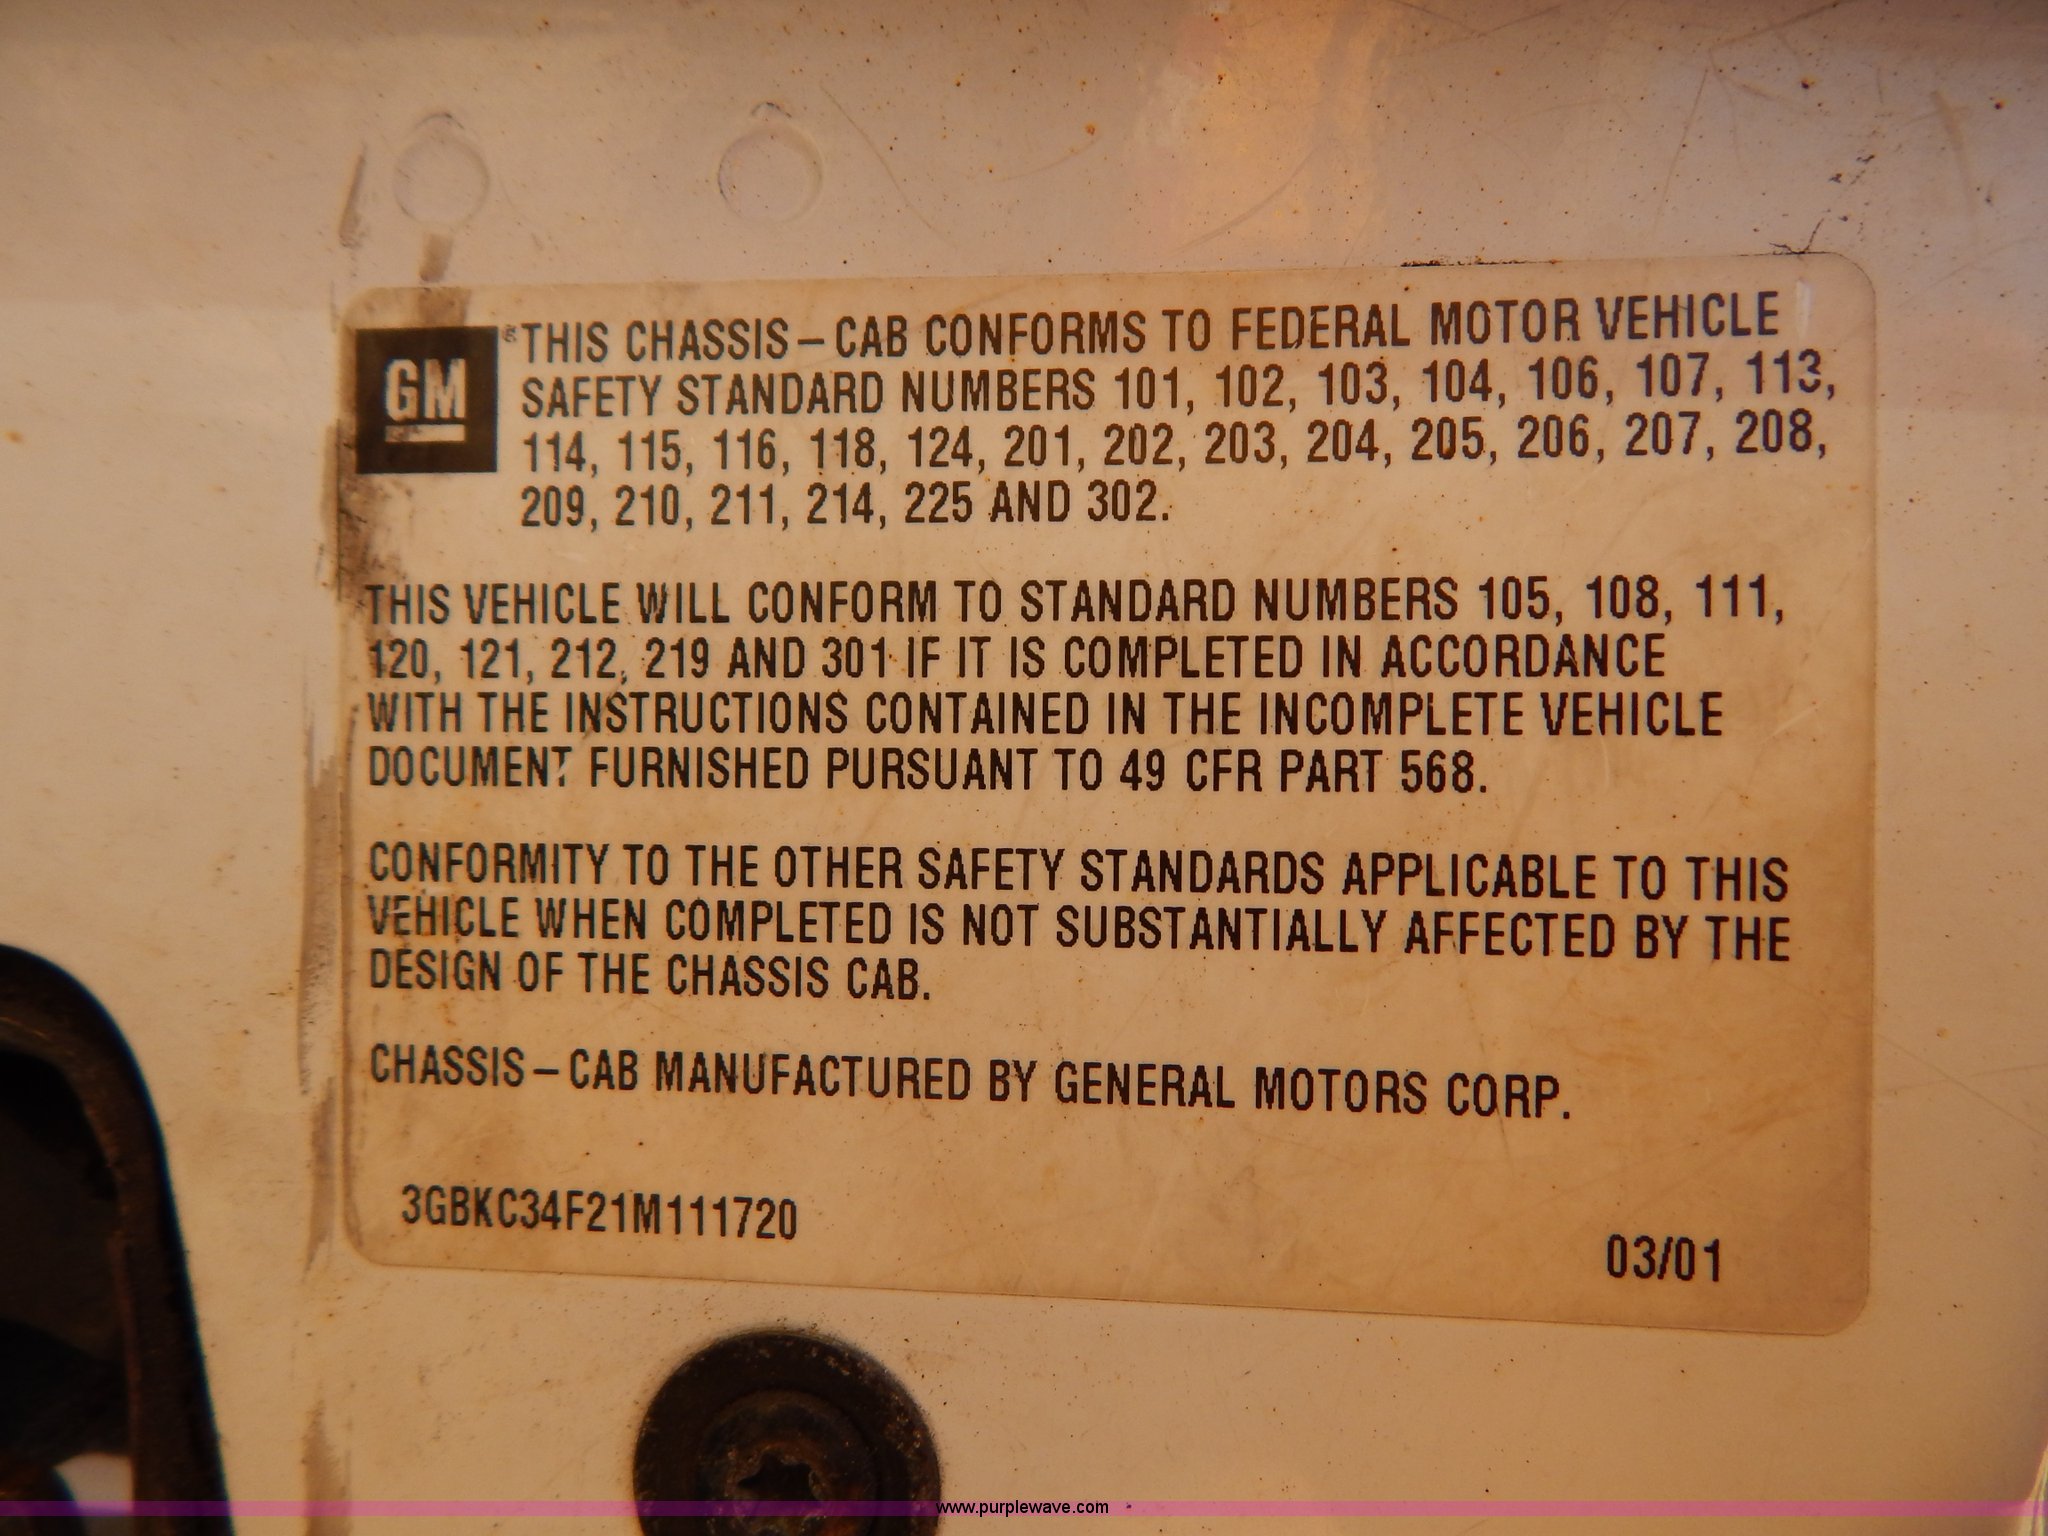 GM
® THIS CHASSIS – CAB CONFORMS TO FEDERAL MOTOR VEHICLE
SAFETY STANDARD NUMBERS 101, 102, 103, 104, 106, 107, 113,
114, 115, 116, 118, 124, 201, 202, 203, 204, 205, 206, 207, 208,
209, 210, 211, 214, 225 AND 302.
THIS VEHICLE WILL CONFORM TO STANDARD NUMBERS 105, 108, 111,
120, 121, 212, 219 AND 301 IF IT IS COMPLETED IN ACCORDANCE
WITH THE INSTRUCTIONS CONTAINED IN THE INCOMPLETE VEHICLE
DOCUMENT FURNISHED PURSUANT TO 49 CFR PART 568.
CONFORMITY TO THE OTHER SAFETY STANDARDS APPLICABLE TO THIS
VEHICLE WHEN COMPLETED IS NOT SUBSTANTIALLY AFFECTED BY THE
DESIGN OF THE CHASSIS CAB.
CHASSIS – CAB MANUFACTURED BY GENERAL MOTORS CORP.
3GBKC34F21M111720
03/01
www.purplewave.com